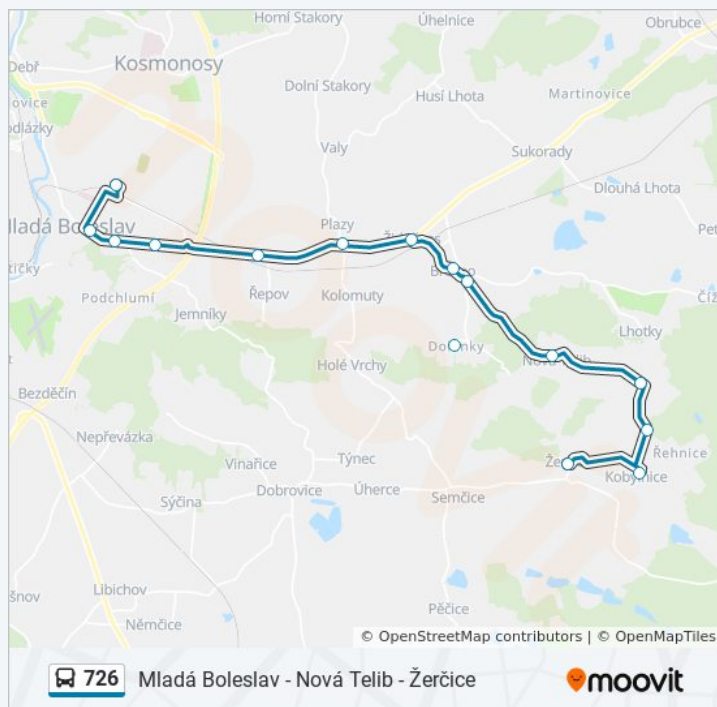 Horní Stakory
Úhelnice
Obrubce
Debř
Kosmonosy
Dolní Stakory
Husí Lhota
Martinovice
Valy
Sukorady
Dlouhá Lhota
Plazy
Mladá Boleslav
Podchlumí
Řepov
Kolomuty
Jemníky
Lhotky
Holé Vrchy
Bezděčín
Nepřevázka
Vinařice
Týnec
Řehnice
Kobylnice
Sýčina
Dobrovice
Úherce
Semčice
Libichov
Němčice
Pěčice
© OpenStreetMap contributors | © OpenMapTiles
726 Mladá Boleslav - Nová Telib - Žerčice moovit